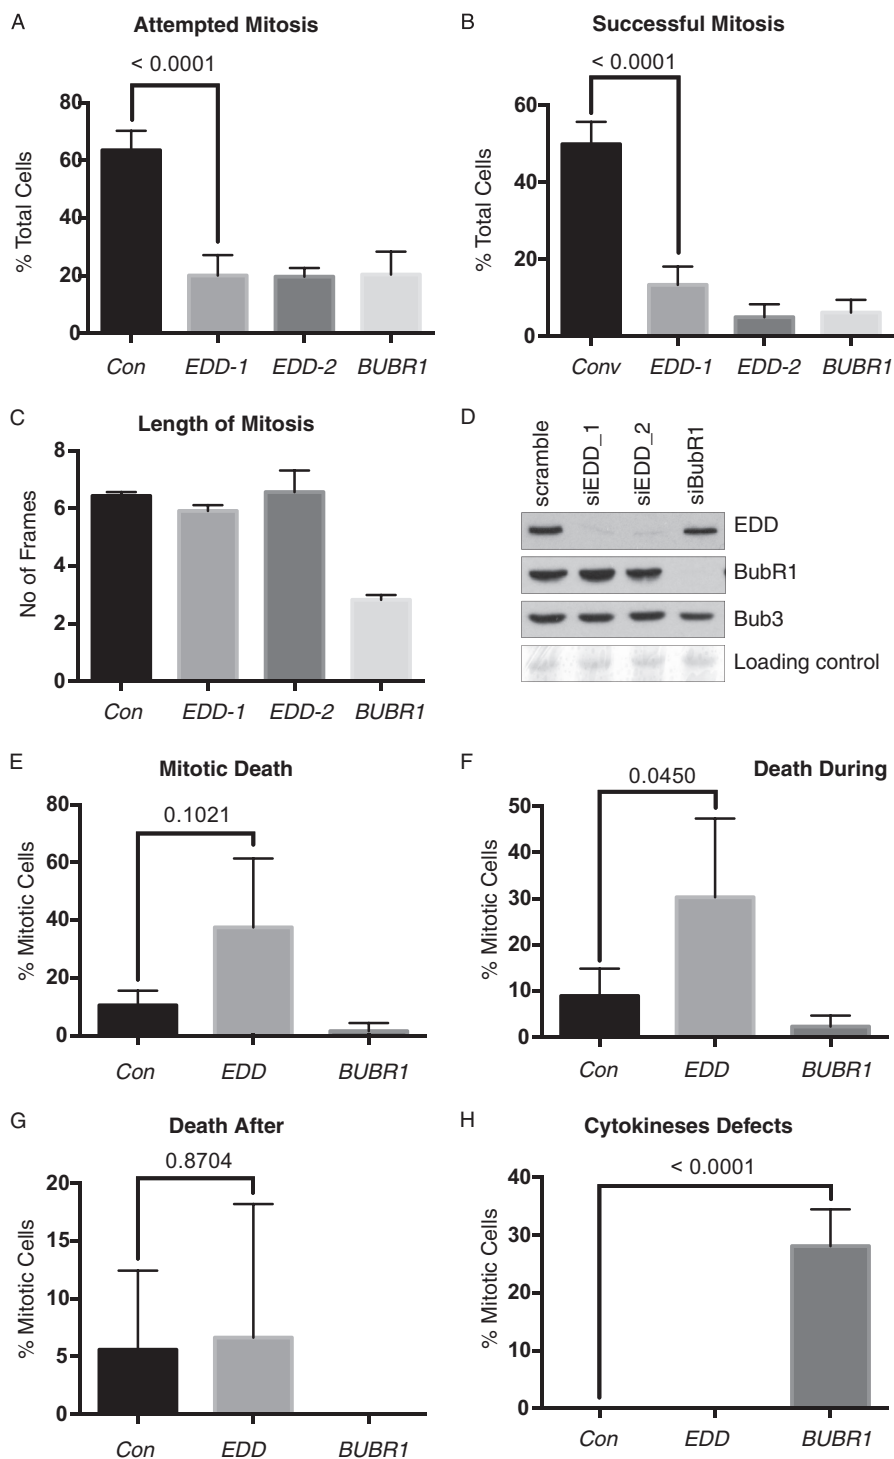 A
Attempted Mitosis
< 0.0001
% Total Cells
80
60
40
20
0
Con EDD-1 EDD-2 BUBR1
B
Successful Mitosis
< 0.0001
% Total Cells
60
40
20
0
Conv EDD-1 EDD-2 BUBR1
C
Length of Mitosis
No of Frames
8
6
4
2
0
Con EDD-1 EDD-2 BUBR1
D
scramble
siEDD_1
siEDD_2
siBubR1
EDD
BubR1
Bub3
Loading control
E
Mitotic Death
0.1021
% Mitotic Cells
80
60
40
20
0
Con EDD BUBR1
F
Death During
0.0450
% Mitotic Cells
50
40
30
20
10
0
Con EDD BUBR1
G
Death After
0.8704
% Mitotic Cells
20
15
10
5
0
Con EDD BUBR1
H
Cytokineses Defects
< 0.0001
% Mitotic Cells
40
30
20
10
0
Con EDD BUBR1